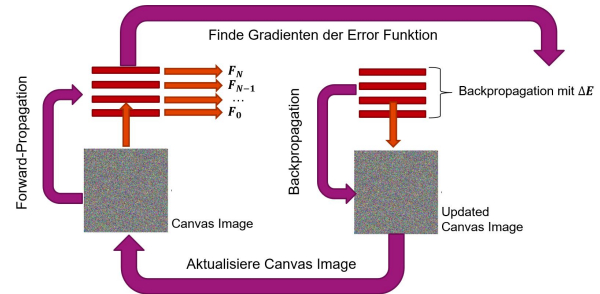 Finde Gradienten der Error Funktion
Forward-Propagation
F_N
F_{N-1}
...
F_0
Canvas Image
Backpropagation
Backpropagation mit ΔE
Updated
Canvas Image
Aktualisiere Canvas Image